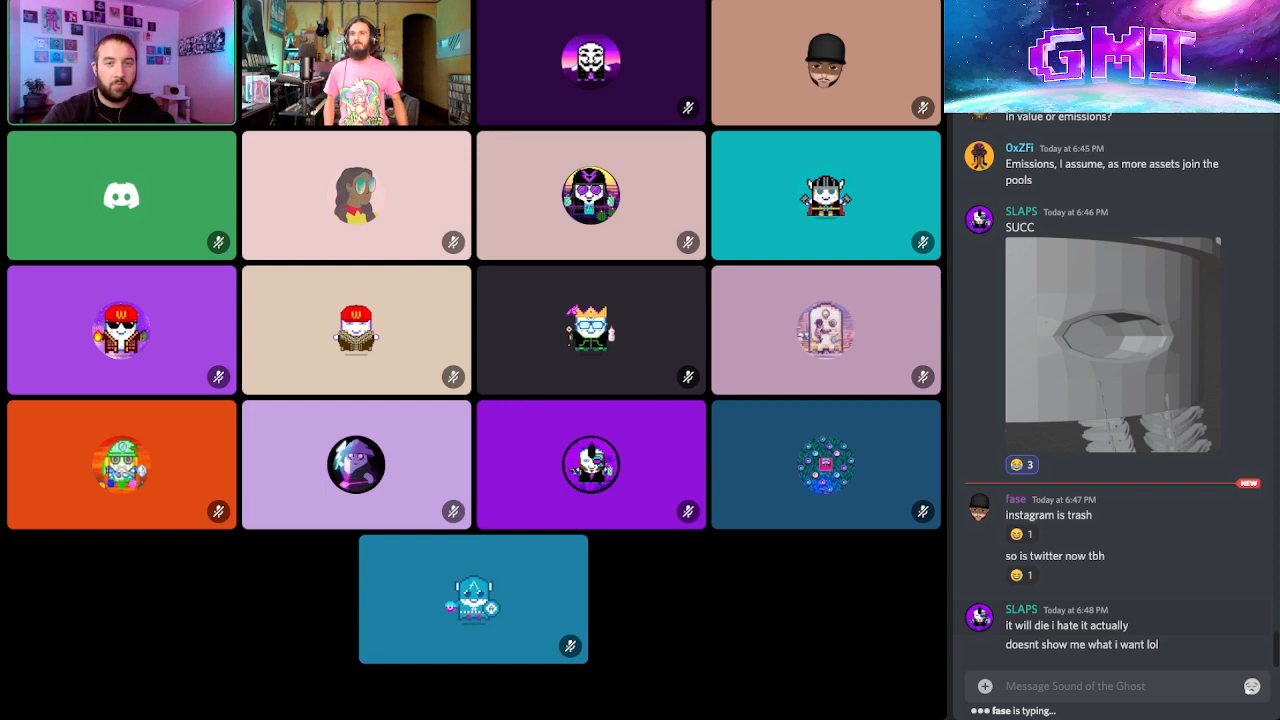 GMI
in value or emissions?
0xZFi Today at 6:45 PM
Emissions, I assume, as more assets join the
pools
SLAPS Today at 6:46 PM
SUCC
3
NEW
fase Today at 6:47 PM
instagram is trash
1
so is twitter now tbh
1
SLAPS Today at 6:48 PM
it will die i hate it actually
doesnt show me what i want lol
Message Sound of the Ghost
fase is typing...